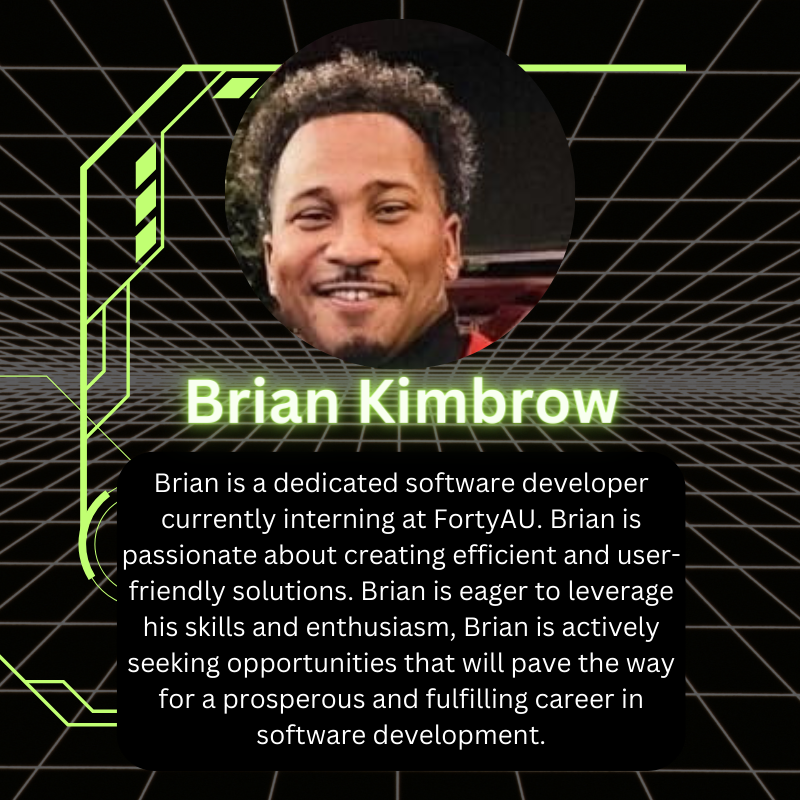 Brian Kimbrow
Brian is a dedicated software developer
currently interning at FortyAU. Brian is
passionate about creating efficient and user-
friendly solutions. Brian is eager to leverage
his skills and enthusiasm, Brian is actively
seeking opportunities that will pave the way
for a prosperous and fulfilling career in
software development.